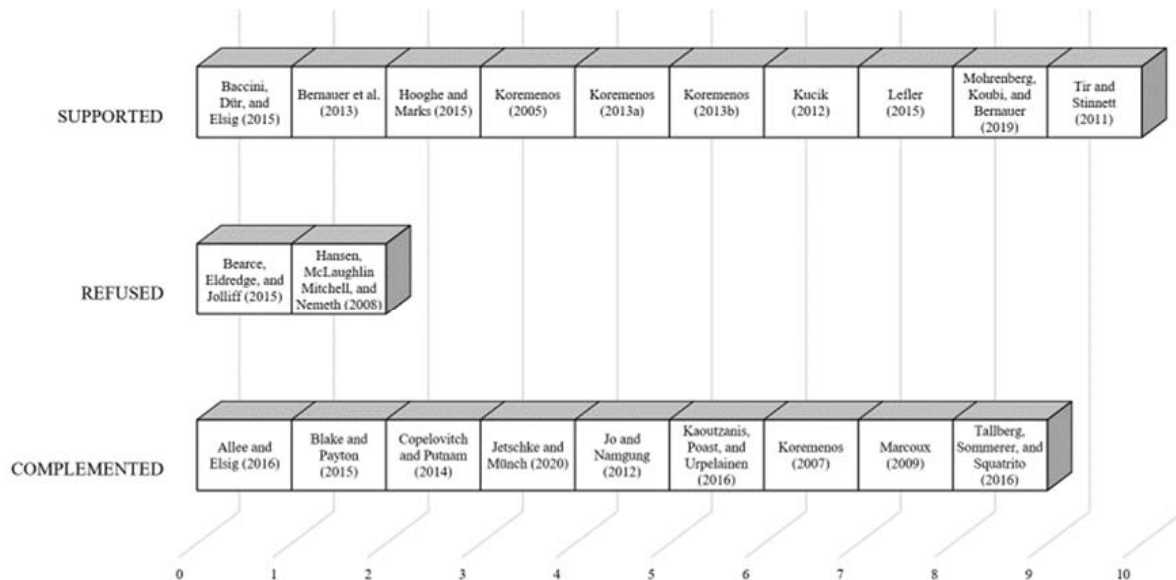 Baccini,
Dür, and
Elsig (2015)
Bernauer et al.
(2013)
Hooghe and
Marks (2015)
Koremenos
(2005)
Koremenos
(2013a)
Koremenos
(2013b)
Kucik
(2012)
Lefler
(2015)
Mohrenberg,
Koubi, and
Bernauer
(2019)
Tir and
Stinnett
(2011)
SUPPORTED
Bearce,
Eldredge, and
Jolliff (2015)
Hansen,
McLaughlin
Mitchell, and
Nemeth (2008)
REFUSED
Allee and
Elsig (2016)
Blake and
Payton
(2015)
Copelovitch
and Putnam
(2014)
Jetschke and
Münch (2020)
Jo and
Namgung
(2012)
Kaoutzanis,
Poast, and
Urpelainen
(2016)
Koremenos
(2007)
Marcoux
(2009)
Tallberg,
Sommerer, and
Squatrito
(2016)
COMPLEMENTED
0 1 2 3 4 5 6 7 8 9 10